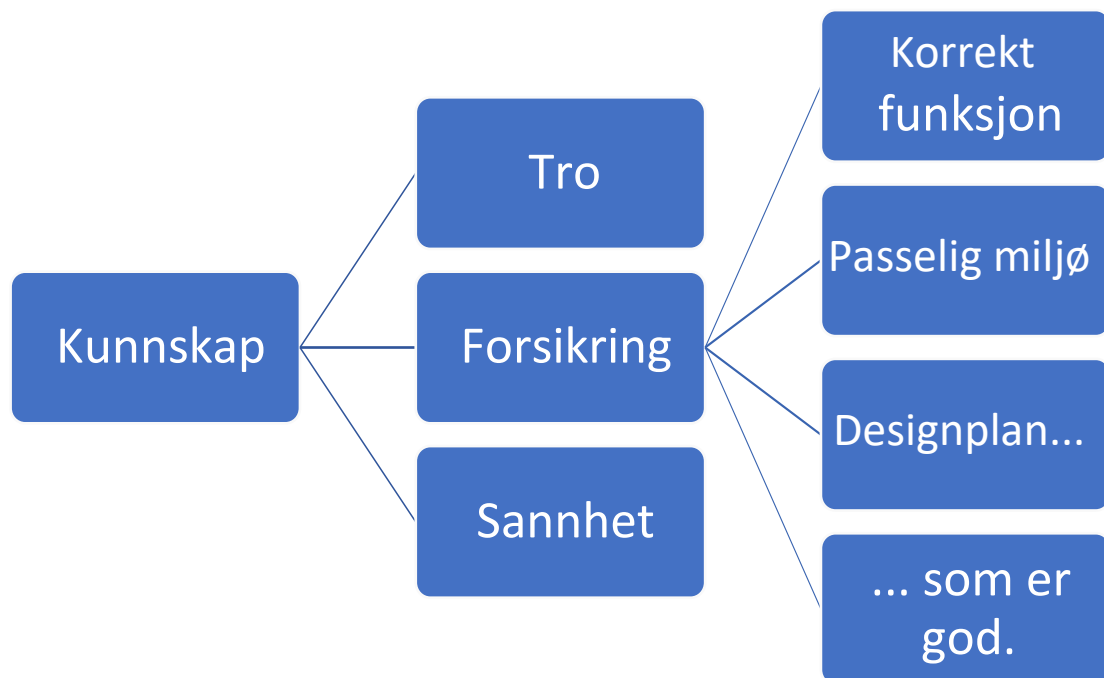 Kunnskap
Tro
Forsikring
Sannhet
Korrekt
funksjon
Passelig miljø
Designplan...
... som er
god.